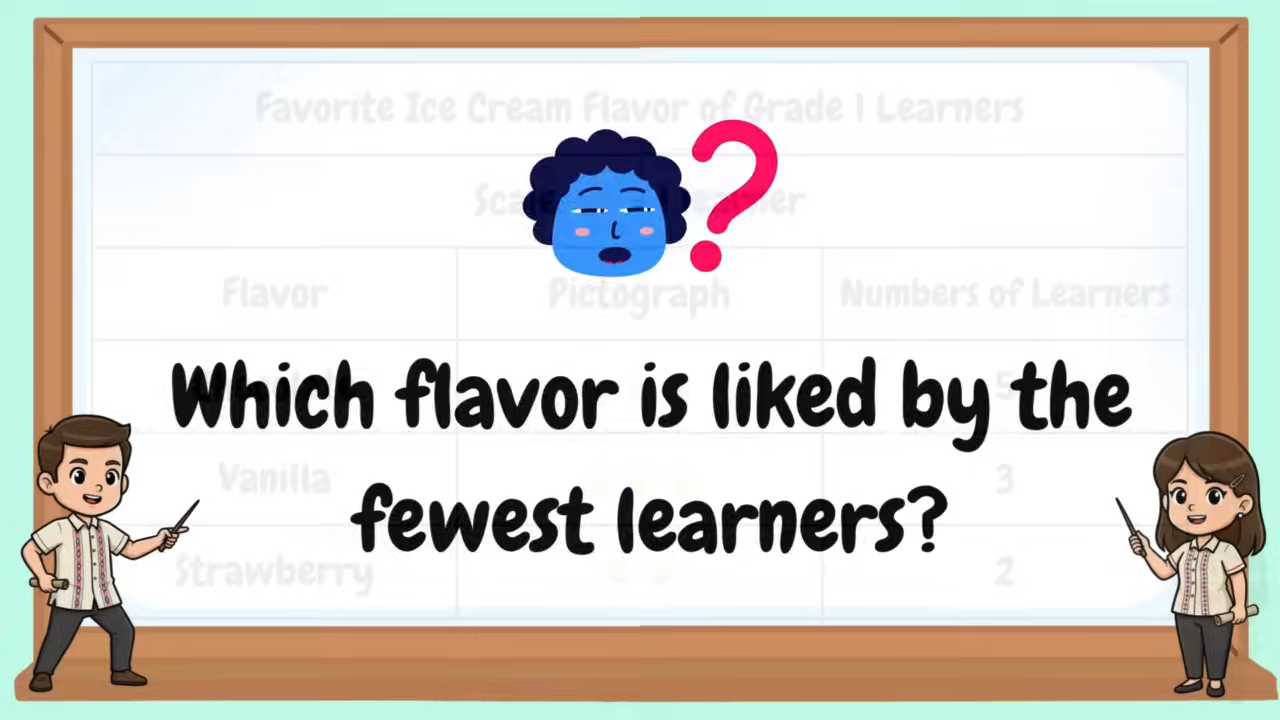 Favorite Ice Cream Flavor of Grade 1 Learners
Flavor Pictograph Numbers of Learners
Which flavor is liked by the
5
Vanilla 3
fewest learners?
Strawberry 2